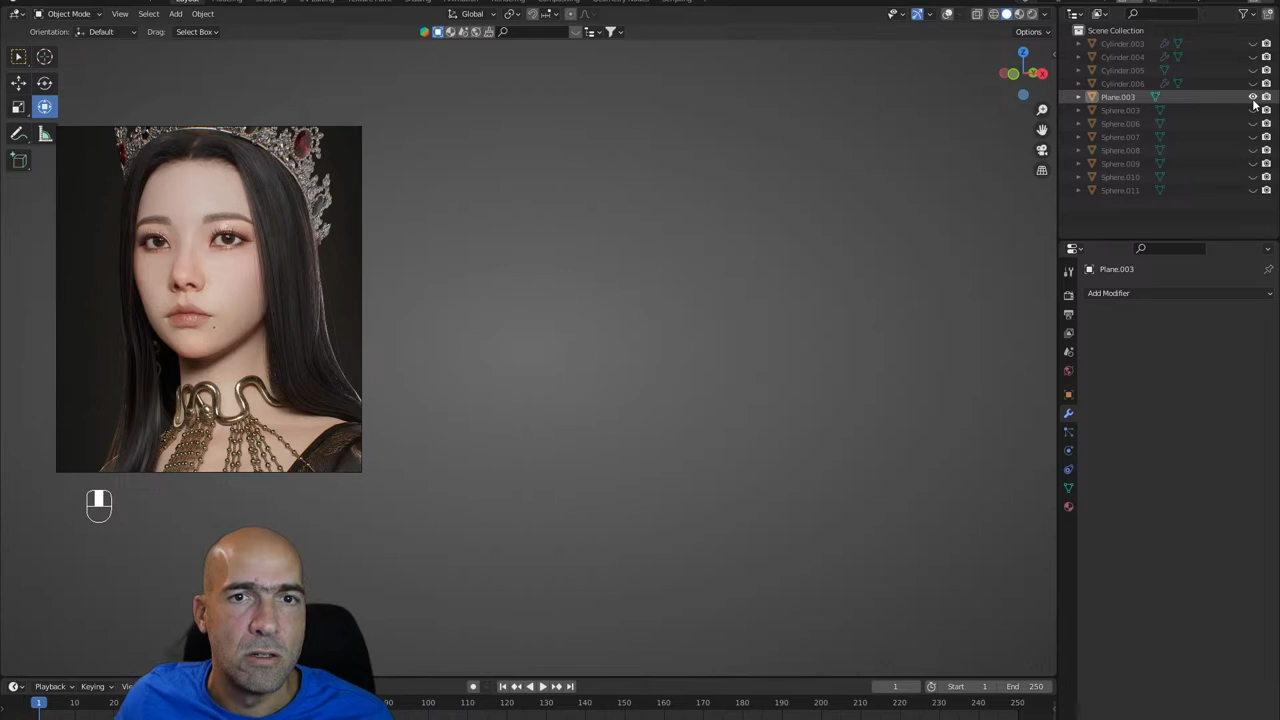 Object Mode View Select Add Object Global
Orientation: Default Drag: Select Box Options
Z
X
Scene Collection
Cylinder.003
Cylinder.004
Cylinder.005
Cylinder.006
Plane.003
Sphere.003
Sphere.006
Sphere.007
Sphere.008
Sphere.009
Sphere.010
Sphere.011
Plane.003
Add Modifier
Playback Keying Vie 1 Start 1 End 250
1 10 20 80 90 100 110 120 130 140 150 160 170 180 190 200 210 220 230 240 250